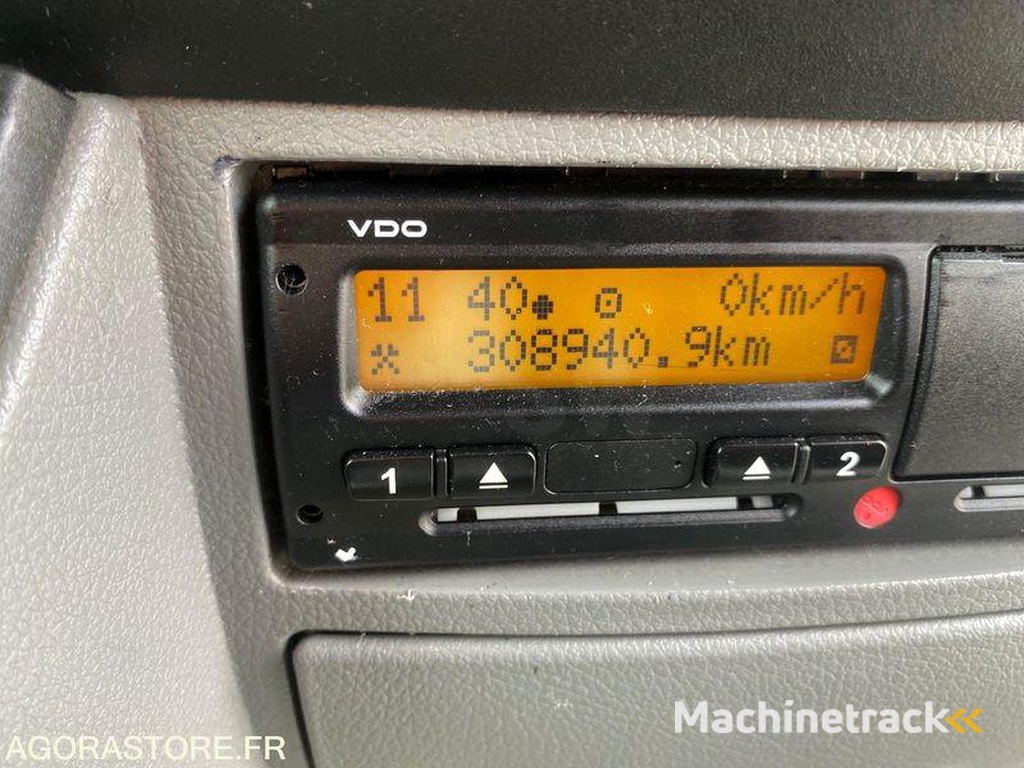 VDO
11 40 0km/h
308940.9km
1 2
Machinetrack
AGORASTORE.FR